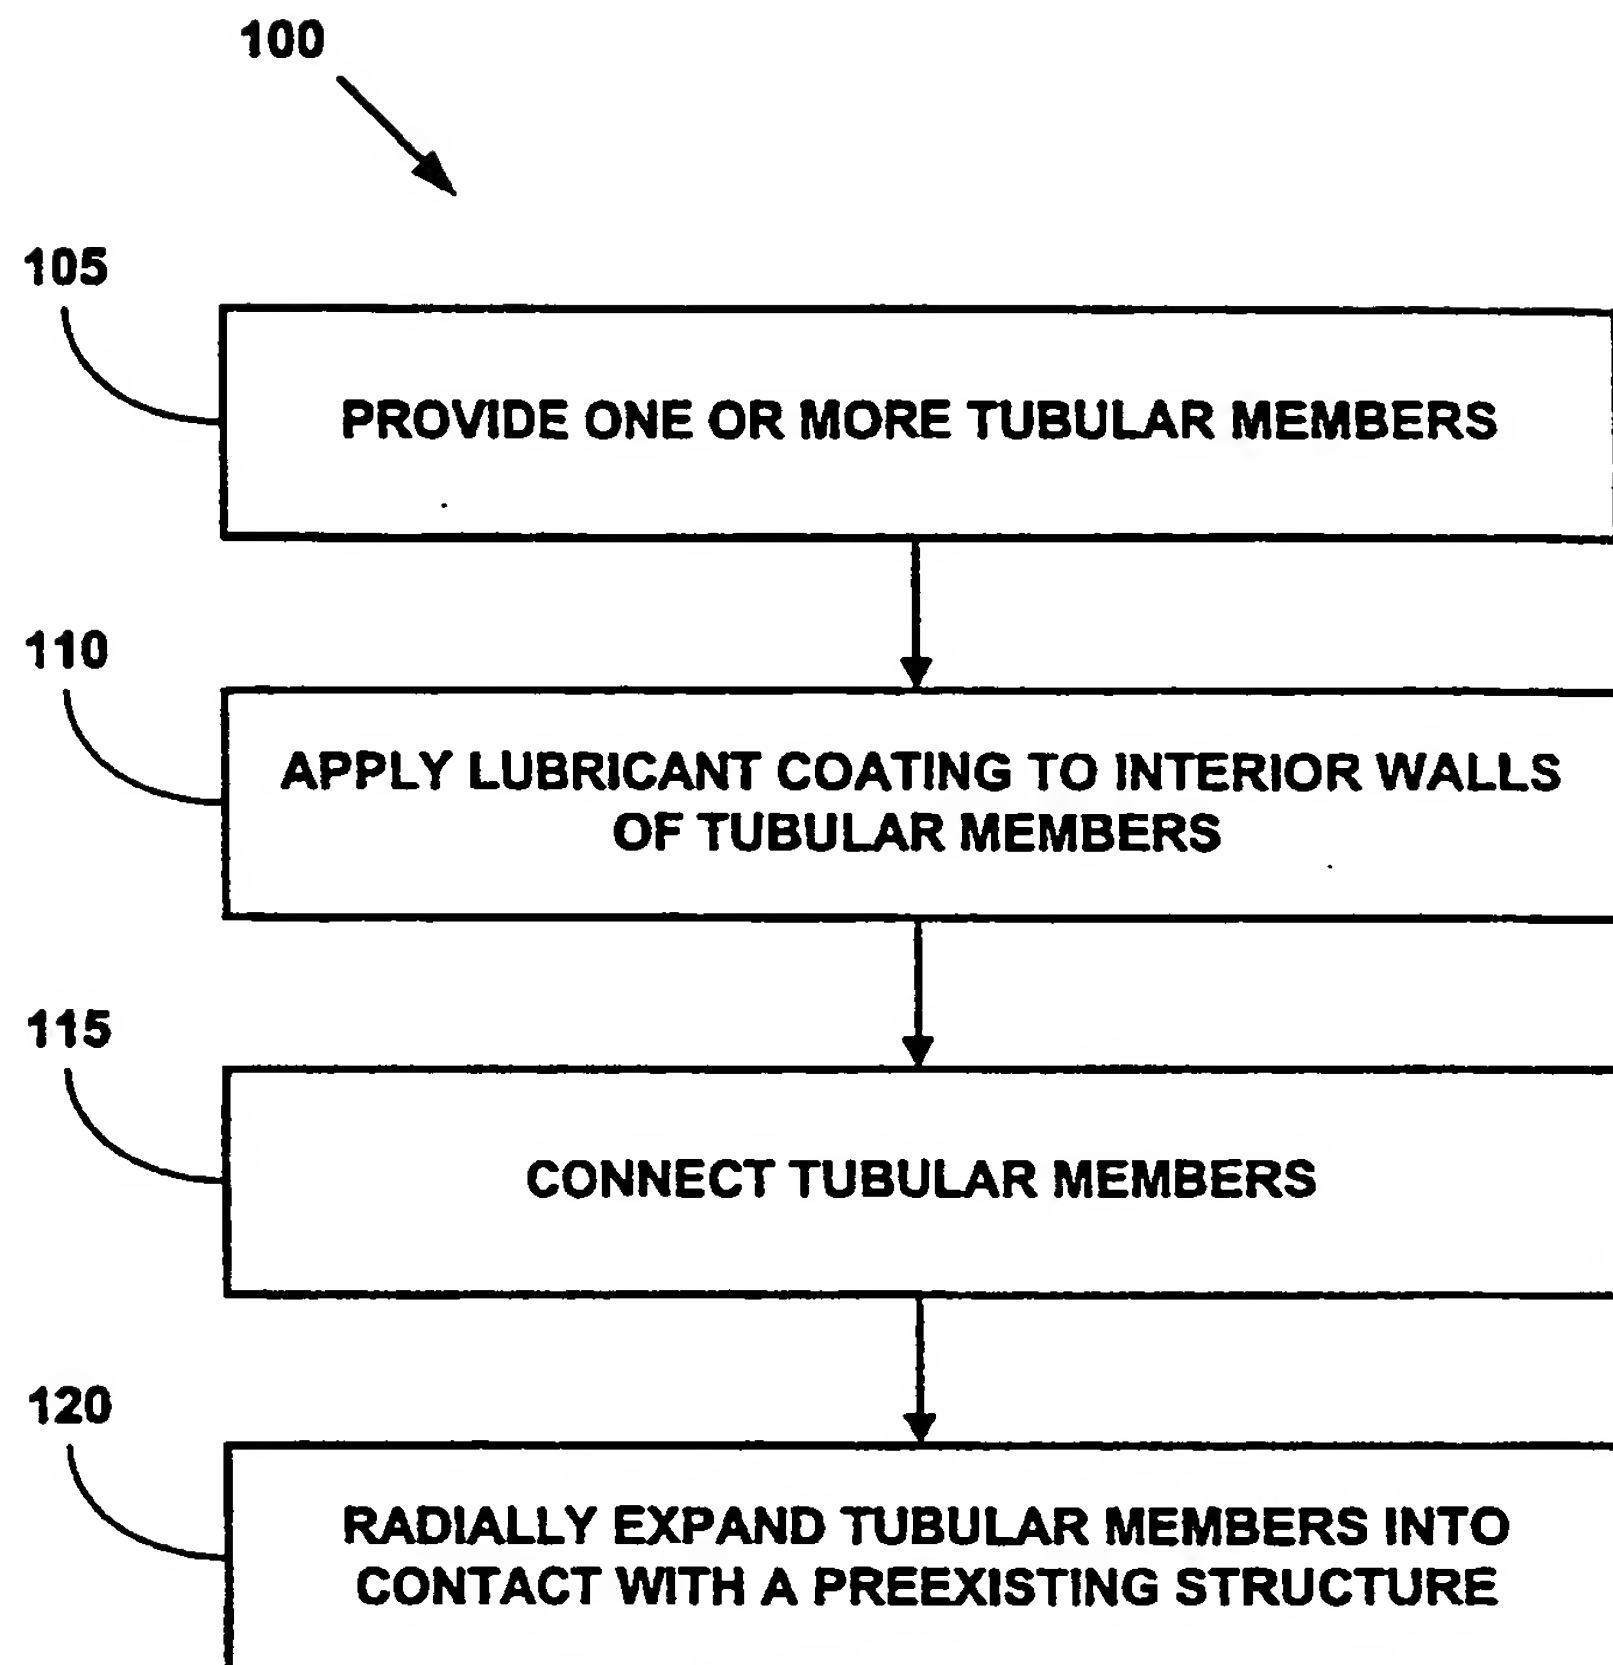 100
105
PROVIDE ONE OR MORE TUBULAR MEMBERS
110
APPLY LUBRICANT COATING TO INTERIOR WALLS
OF TUBULAR MEMBERS
115
CONNECT TUBULAR MEMBERS
120
RADIALLY EXPAND TUBULAR MEMBERS INTO
CONTACT WITH A PREEXISTING STRUCTURE